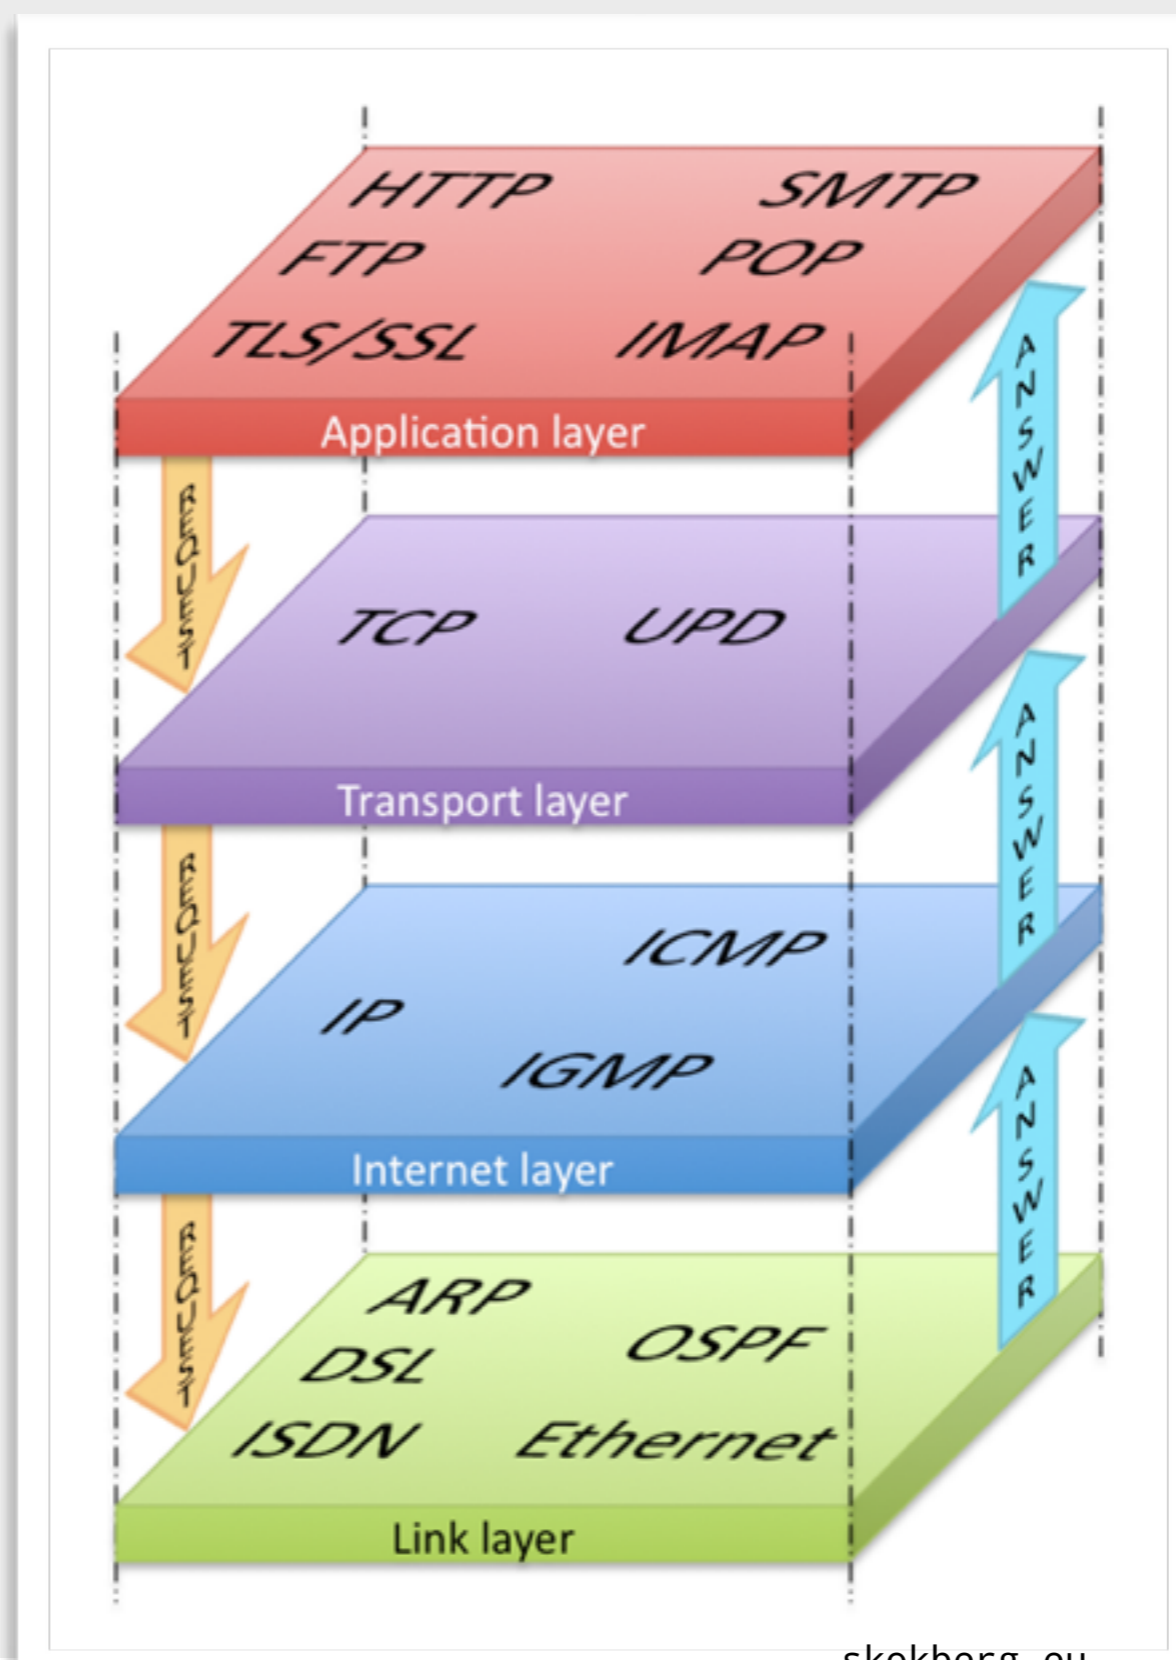 HTTP SMTP
FTP POP
TLS/SSL IMAP
Application layer
REQUEST
ANSWER
TCP UPD
Transport layer
REQUEST
ANSWER
ICMP
IP
IGMP
Internet layer
REQUEST
ANSWER
ARP
OSPF
DSL
ISDN Ethernet
Link layer